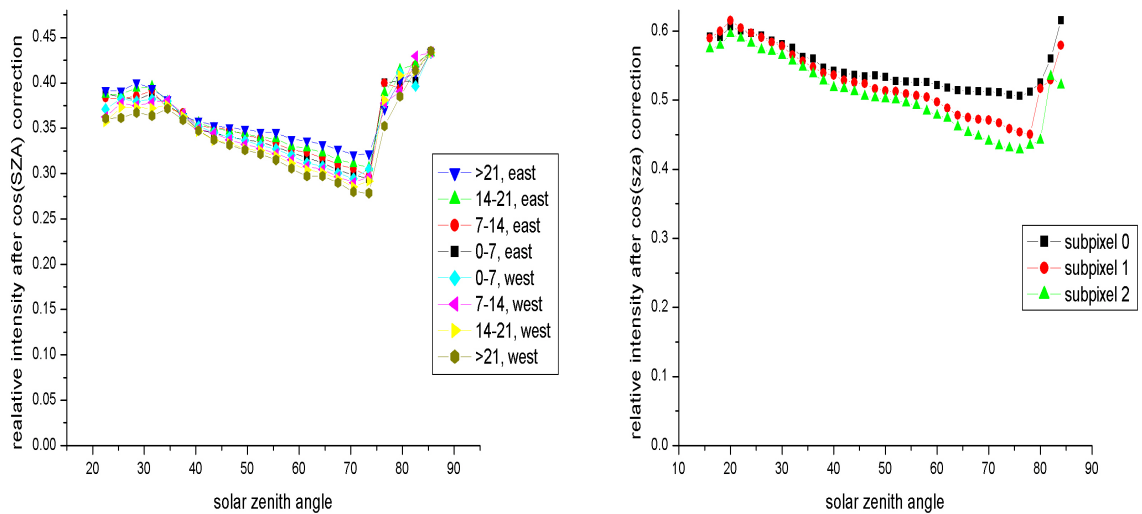 realative intensity after cos(SZA) correction
0.45
0.40
0.35
0.30
0.25
0.20
0.15
0.10
0.05
0.00
20 30 40 50 60 70 80 90
solar zenith angle
>21, east
14-21, east
7-14, east
0-7, east
0-7, west
7-14, west
14-21, west
>21, west
relative intensity after cos(sza) correction
0.6
0.5
0.4
0.3
0.2
0.1
0.0
10 20 30 40 50 60 70 80 90
solar zenith angle
subpixel 0
subpixel 1
subpixel 2